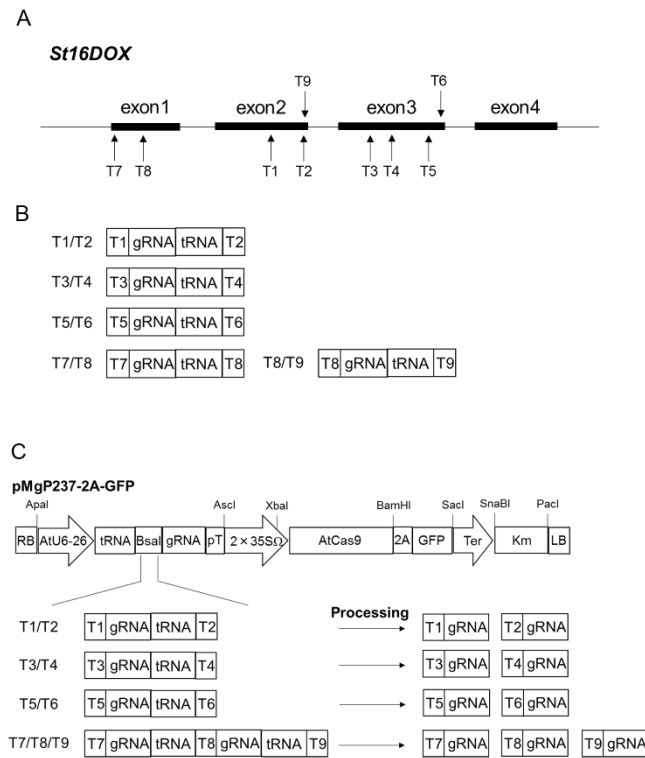 A
St16DOX
T9 T6
exon1 exon2 exon3 exon4
T7 T8 T1 T2 T3 T4 T5
B
T1/T2 T1 gRNA tRNA T2
T3/T4 T3 gRNA tRNA T4
T5/T6 T5 gRNA tRNA T6
T7/T8 T7 gRNA tRNA T8 T8/T9 T8 gRNA tRNA T9
C
pMgP237-2A-GFP
ApaI AscI XbaI BamHI SacI SnaBI PacI
RB AtU6-26 tRNA BsaI gRNA pT 2×35SΩ AtCas9 2A GFP Ter Km LB
Processing
T1/T2 T1 gRNA tRNA T2 T1 gRNA T2 gRNA
T3/T4 T3 gRNA tRNA T4 T3 gRNA T4 gRNA
T5/T6 T5 gRNA tRNA T6 T5 gRNA T6 gRNA
T7/T8/T9 T7 gRNA tRNA T8 gRNA tRNA T9 T7 gRNA T8 gRNA T9 gRNA